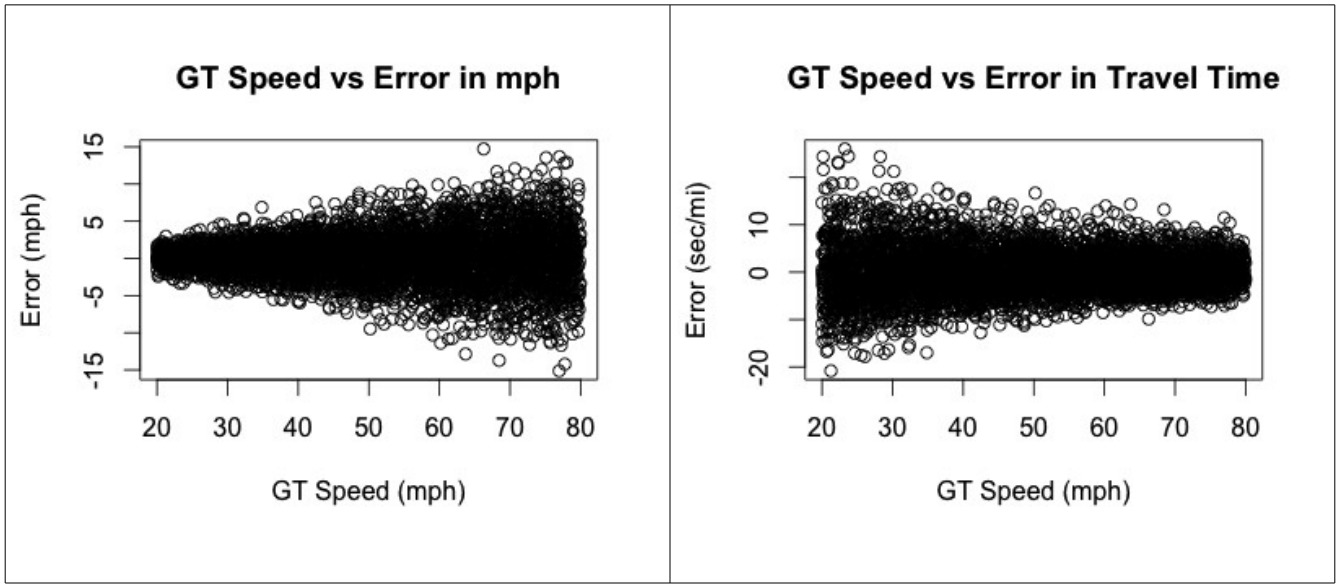 GT Speed vs Error in mph
15
5
-5
-15
Error (mph)
20 30 40 50 60 70 80
GT Speed (mph)
GT Speed vs Error in Travel Time
10
0
-20
Error (sec/mi)
20 30 40 50 60 70 80
GT Speed (mph)